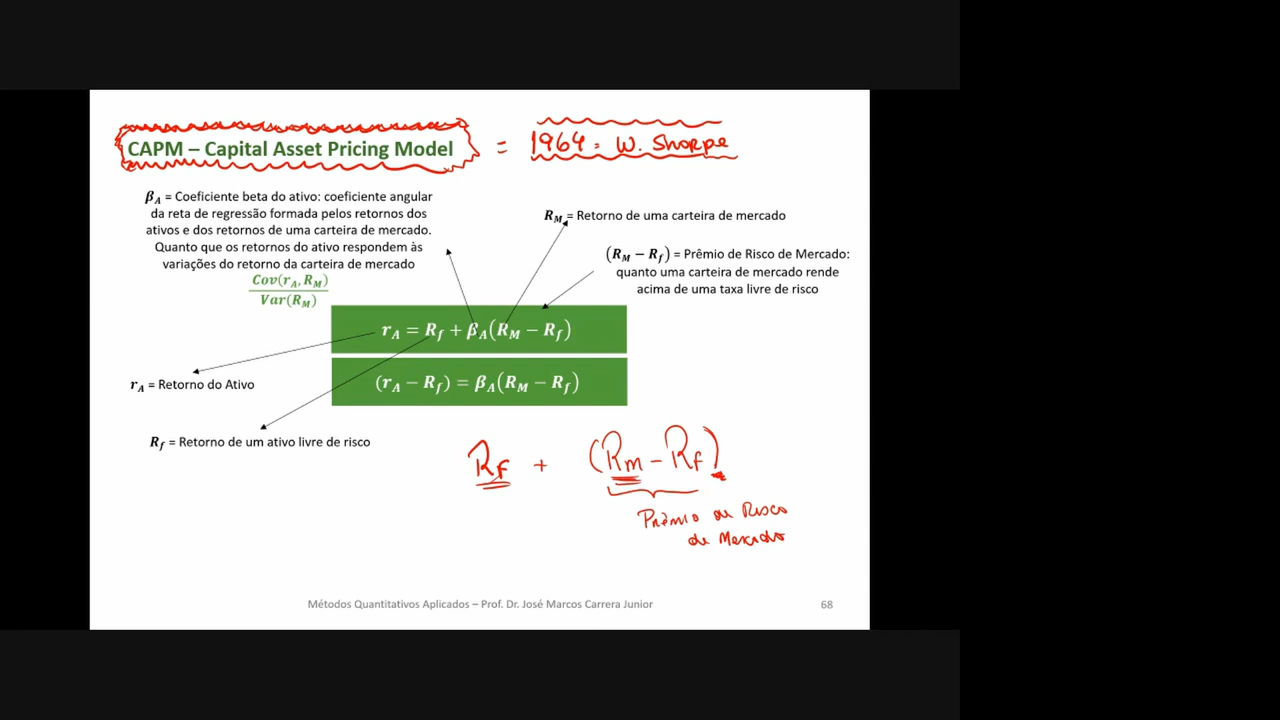 CAPM – Capital Asset Pricing Model = 1964: W. Sharpe
β_A = Coeficiente beta do ativo: coeficiente angular
da reta de regressão formada pelos retornos dos
ativos e dos retornos de uma carteira de mercado.
Quanto que os retornos do ativo respondem às
variações do retorno da carteira de mercado
Cov(r_A, R_M)
Var(R_M)
R_M = Retorno de uma carteira de mercado
(R_M − R_f) = Prêmio de Risco de Mercado:
quanto uma carteira de mercado rende
acima de uma taxa livre de risco
r_A = R_f + β_A(R_M − R_f)
(r_A − R_f) = β_A(R_M − R_f)
r_A = Retorno do Ativo
R_f = Retorno de um ativo livre de risco
R_f + (R_m − R_f)
Prêmio de Risco
de Mercado
Métodos Quantitativos Aplicados – Prof. Dr. José Marcos Carrera Junior
68